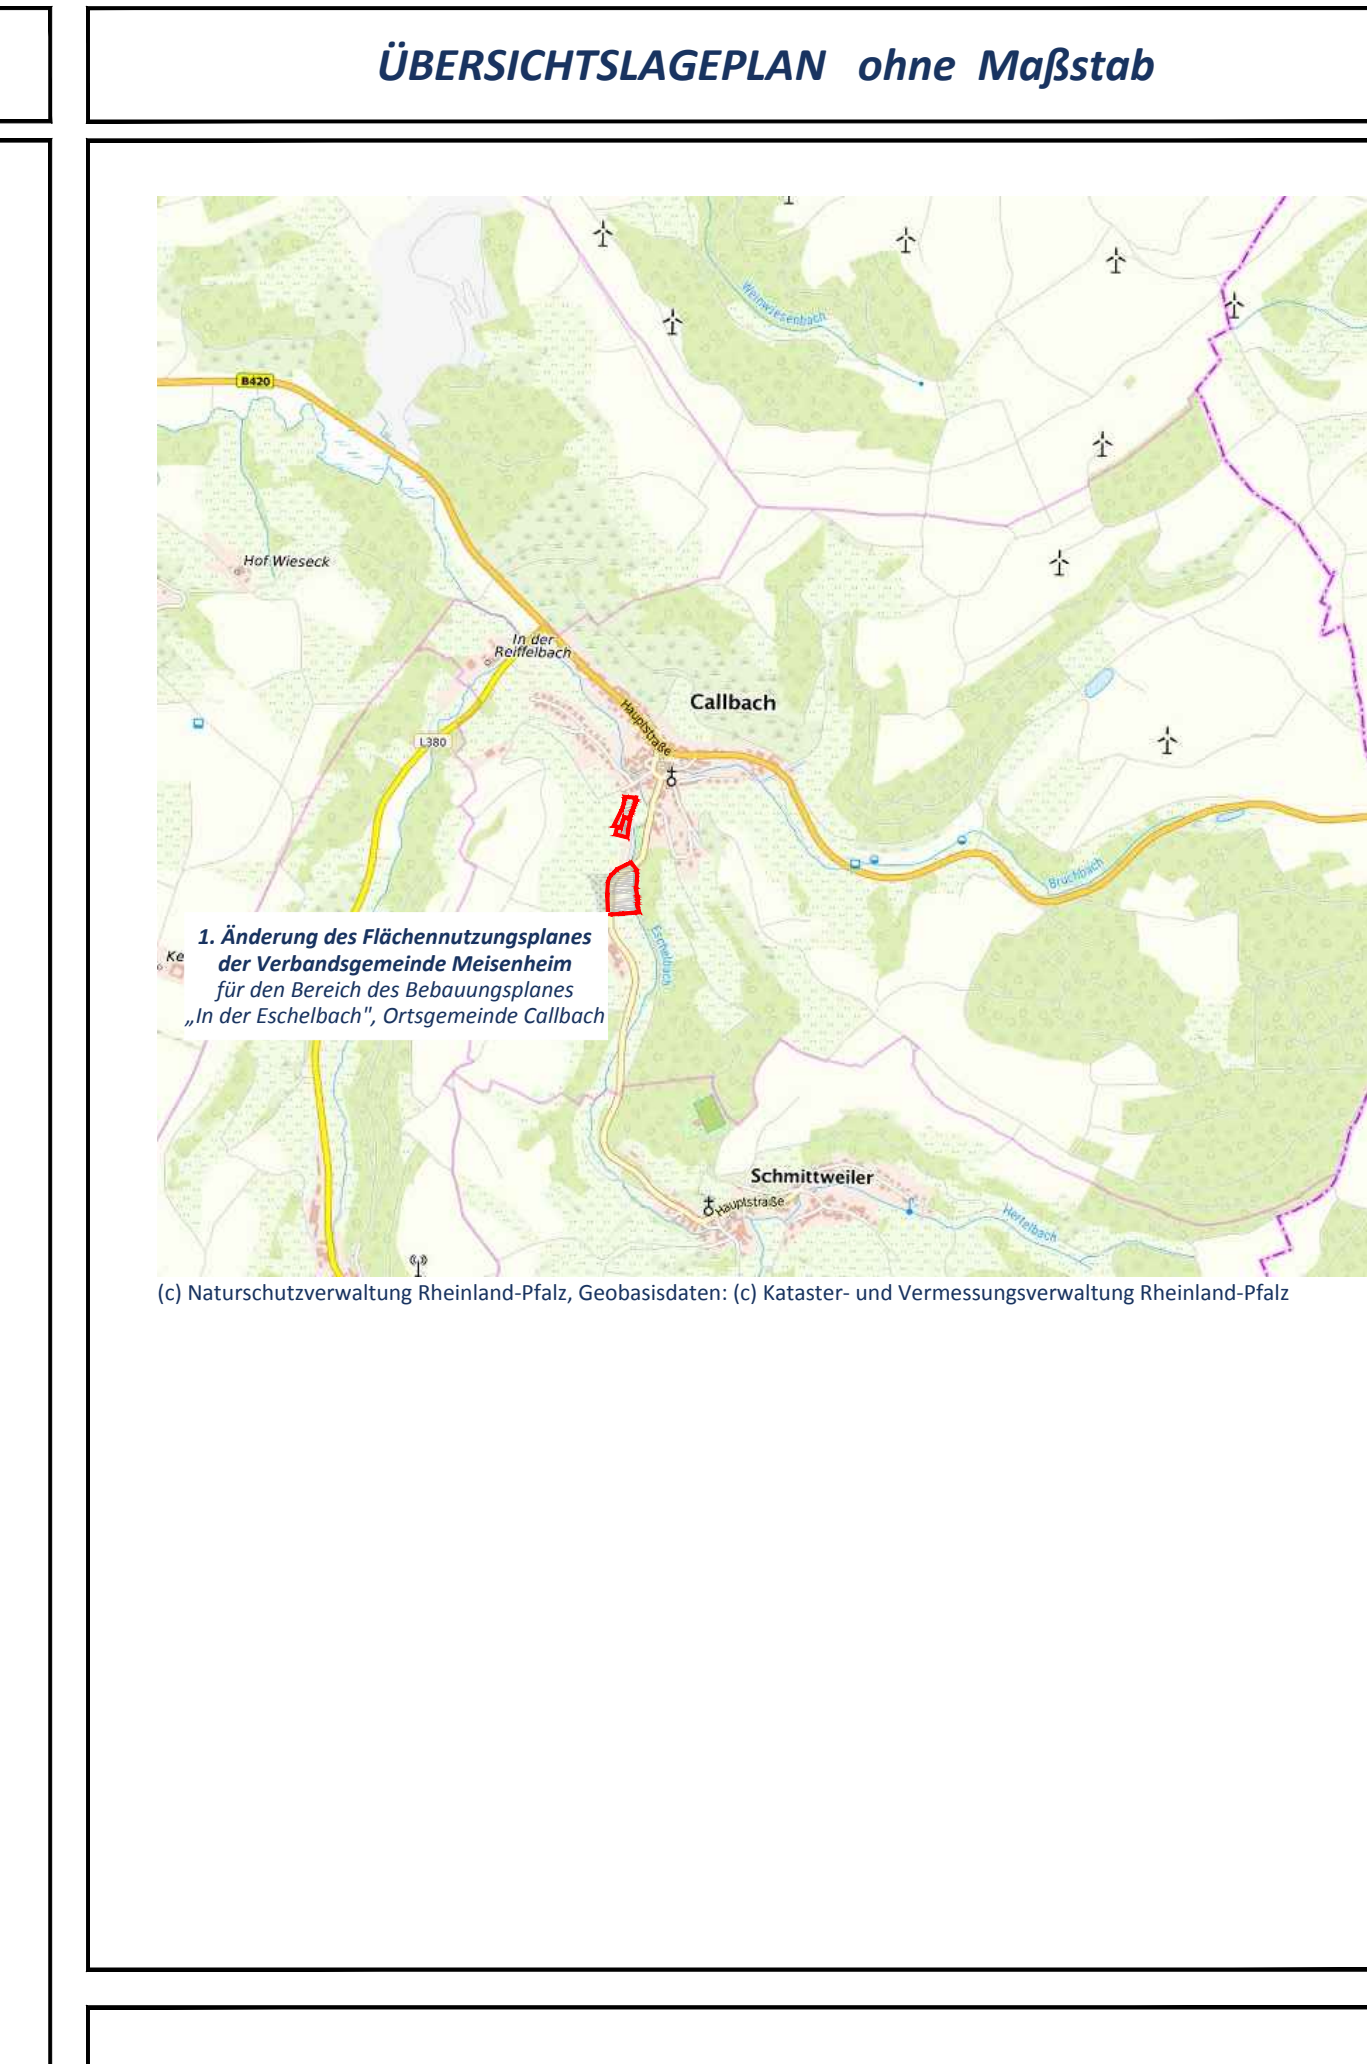 ÜBERSICHTSLAGEPLAN ohne Maßstab
Weinwiesenbach
B420
Hof Wieseck
In der
Reiffelbach
Callbach
Hauptstraße
L380
Bruchbach
Eschelbach
1. Änderung des Flächennutzungsplanes
der Verbandsgemeinde Meisenheim
für den Bereich des Bebauungsplanes
„In der Eschelbach", Ortsgemeinde Callbach
Ke
Schmittweiler
Hauptstraße
Hertelbach
(c) Naturschutzverwaltung Rheinland-Pfalz, Geobasisdaten: (c) Kataster- und Vermessungsverwaltung Rheinland-Pfalz